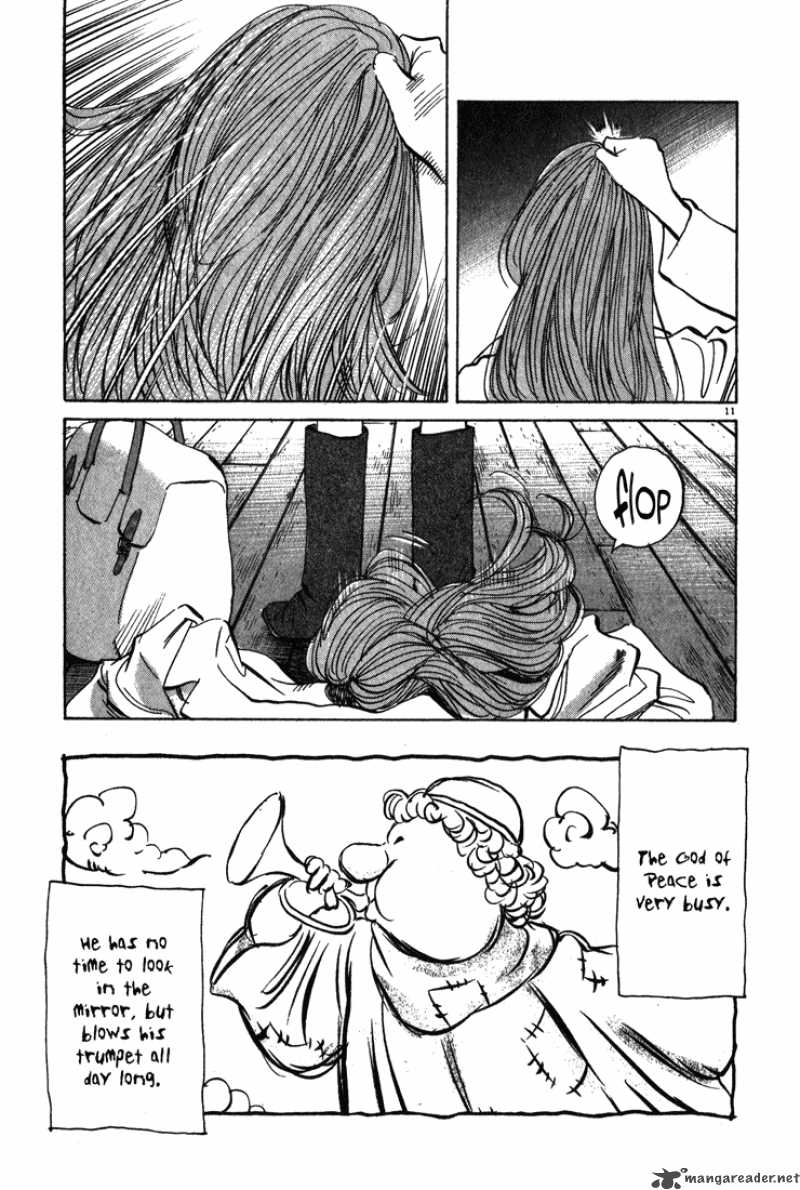 11
flop
The God of
Peace is
very busy.
He has no
time to look
in the
mirror, but
blows his
trumpet all
day long.
mangareader.net